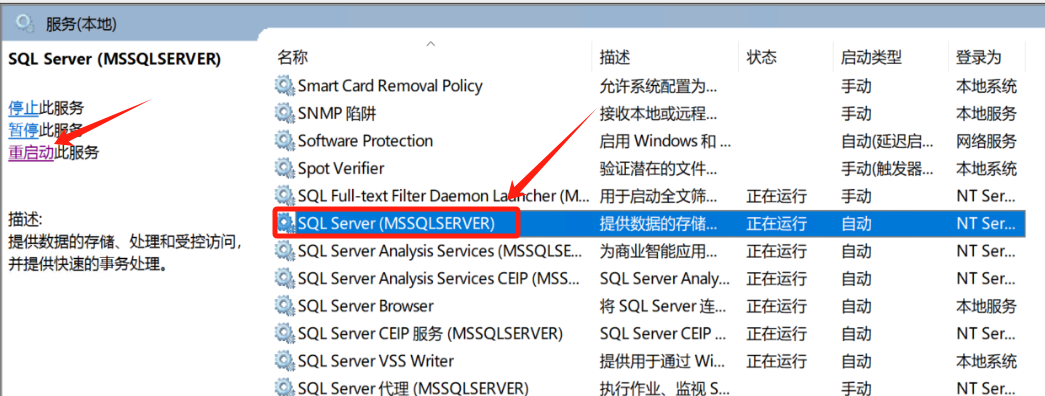 服务(本地)
SQL Server (MSSQLSERVER)
停止此服务
暂停此服务
重启动此服务
描述:
提供数据的存储、处理和受控访问，
并提供快速的事务处理。
名称 描述 状态 启动类型 登录为
Smart Card Removal Policy 允许系统配置为... 手动 本地系统
SNMP 陷阱 接收本地或远程... 手动 本地服务
Software Protection 启用 Windows 和 ... 自动(延迟启... 网络服务
Spot Verifier 验证潜在的文件... 手动(触发器... 本地系统
SQL Full-text Filter Daemon Launcher (M... 用于启动全文筛... 正在运行 手动 NT Ser...
SQL Server (MSSQLSERVER) 提供数据的存储... 正在运行 自动 NT Ser...
SQL Server Analysis Services (MSSQLSE... 为商业智能应用... 正在运行 自动 NT Ser...
SQL Server Analysis Services CEIP (MSS... SQL Server Analy... 正在运行 自动 NT Ser...
SQL Server Browser 将 SQL Server 连... 正在运行 自动 本地服务
SQL Server CEIP 服务 (MSSQLSERVER) SQL Server CEIP ... 正在运行 自动 NT Ser...
SQL Server VSS Writer 提供用于通过 Wi... 正在运行 自动 本地系统
SQL Server 代理 (MSSQLSERVER) 执行作业、监视 S... 手动 NT Ser...